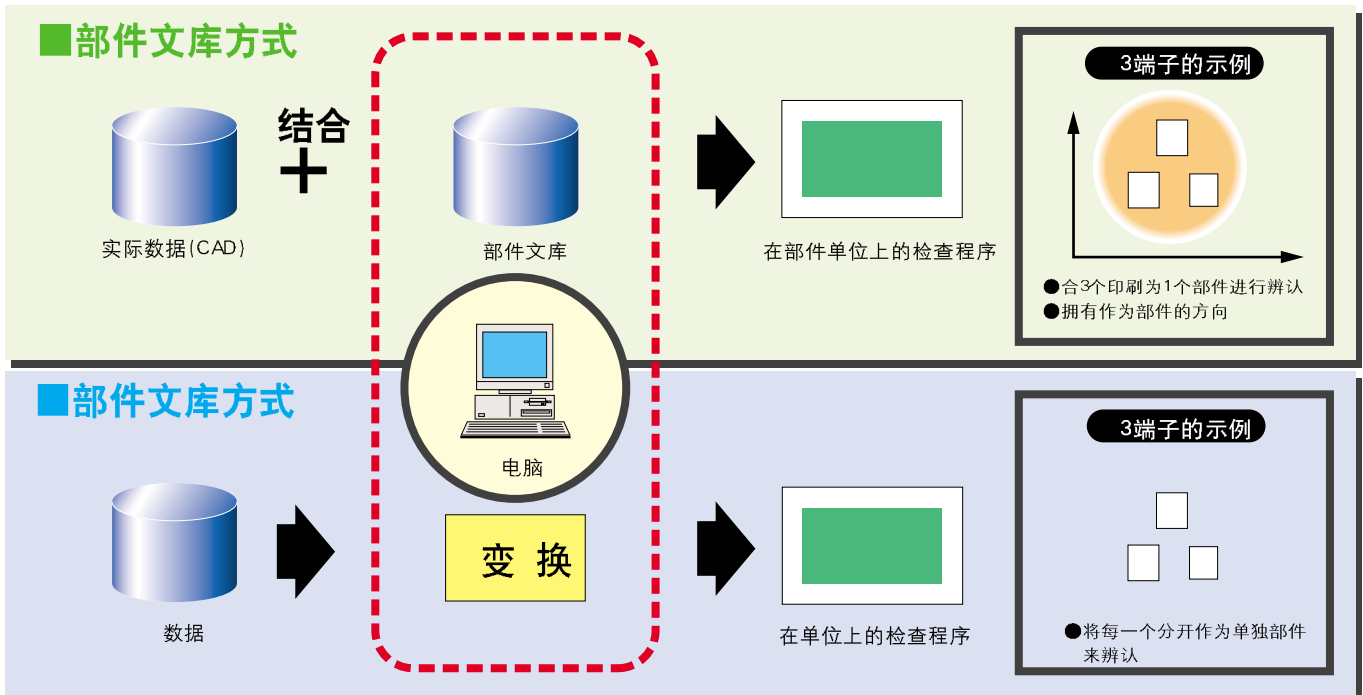 ■部件文库方式
结合
＋
实际数据(CAD)
部件文库
在部件单位上的检查程序
3端子的示例
●合3个印刷为1个部件进行辨认
●拥有作为部件的方向
电脑
■部件文库方式
数据
变 换
在单位上的检查程序
3端子的示例
●将每一个分开作为单独部件
来辨认